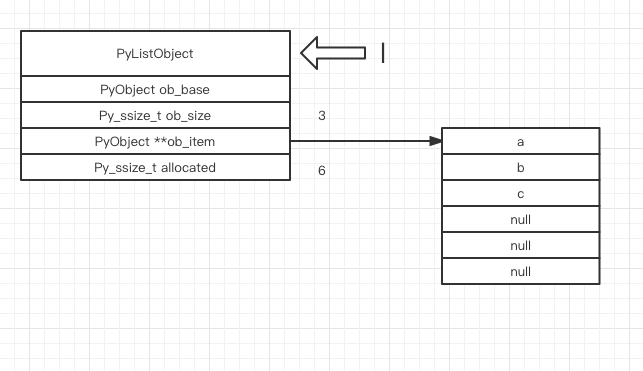 PyListObject
l
PyObject ob_base
Py_ssize_t ob_size
3
PyObject **ob_item
Py_ssize_t allocated
6
a
b
c
null
null
null